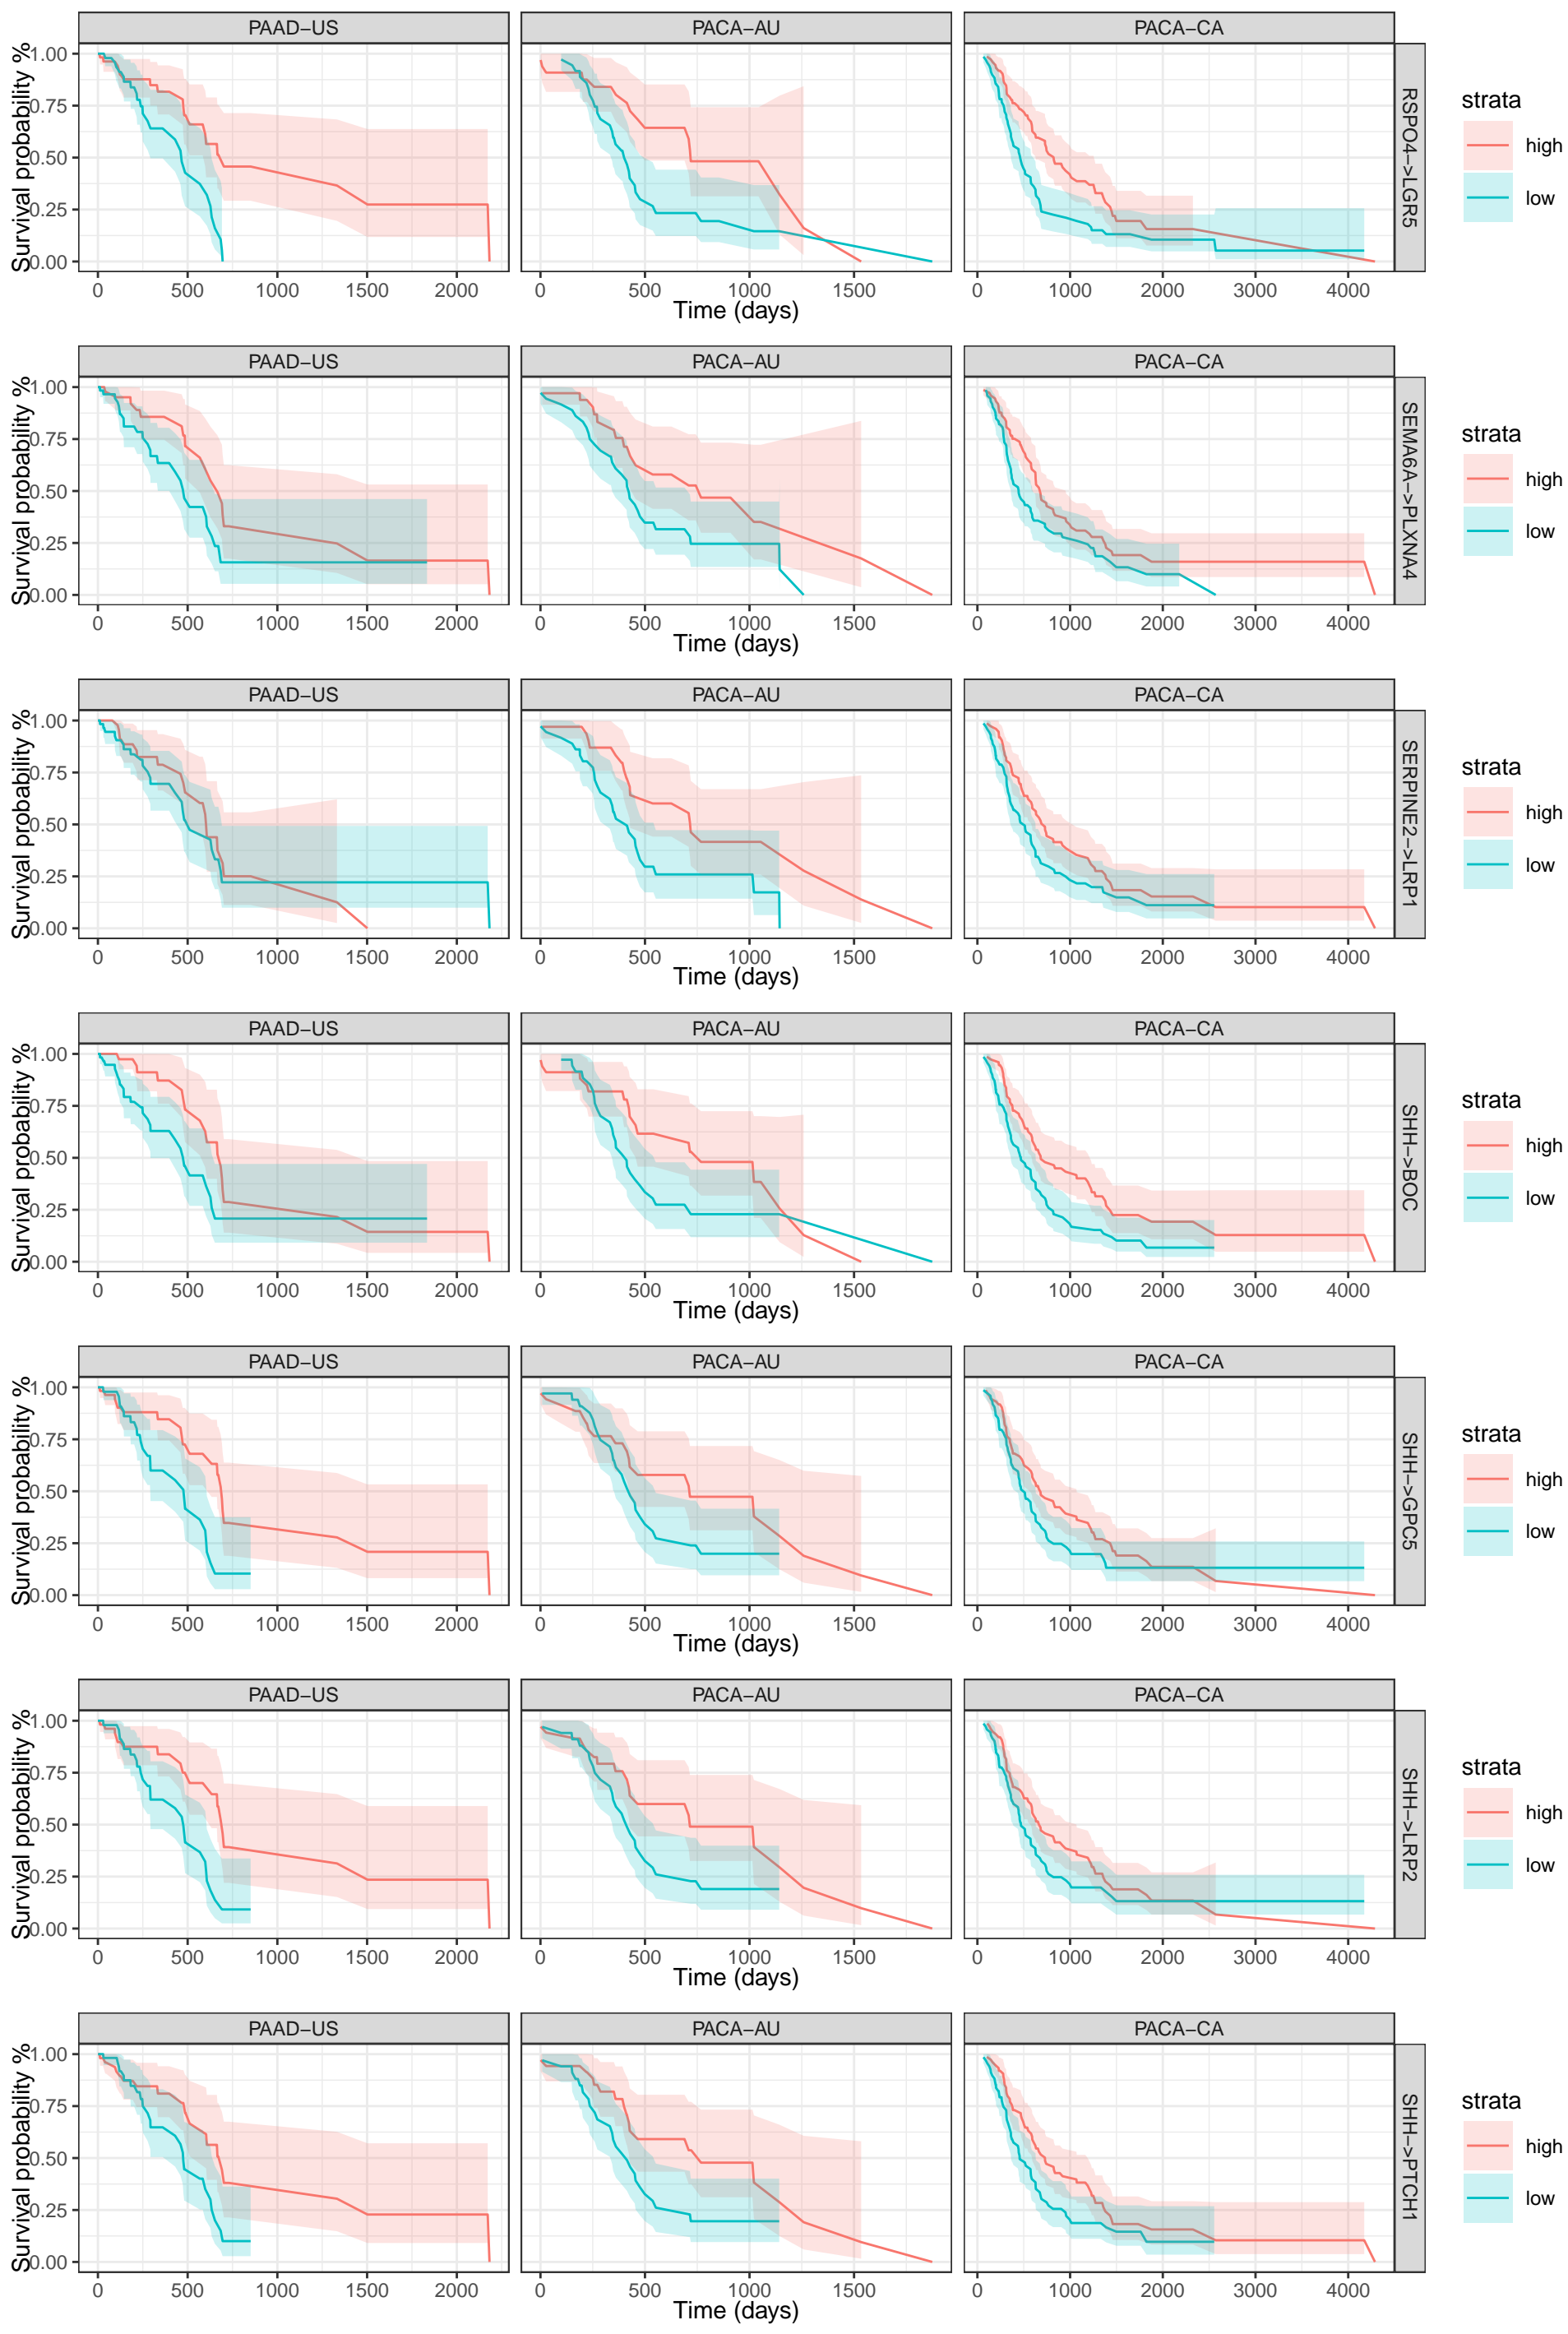 PAAD−US PACA−AU PACA−CA
Survival probability %
1.00
0.75
0.50
0.25
0.00
RSPO4−>LGR5
strata
high
low
0 500 1000 1500 2000 0 500 1000 1500 0 1000 2000 3000 4000
Time (days)
PAAD−US PACA−AU PACA−CA
Survival probability %
1.00
0.75
0.50
0.25
0.00
SEMA6A−>PLXNA4
strata
high
low
0 500 1000 1500 2000 0 500 1000 1500 0 1000 2000 3000 4000
Time (days)
PAAD−US PACA−AU PACA−CA
Survival probability %
1.00
0.75
0.50
0.25
0.00
SERPINE2−>LRP1
strata
high
low
0 500 1000 1500 2000 0 500 1000 1500 0 1000 2000 3000 4000
Time (days)
PAAD−US PACA−AU PACA−CA
Survival probability %
1.00
0.75
0.50
0.25
0.00
SHH−>BOC
strata
high
low
0 500 1000 1500 2000 0 500 1000 1500 0 1000 2000 3000 4000
Time (days)
PAAD−US PACA−AU PACA−CA
Survival probability %
1.00
0.75
0.50
0.25
0.00
SHH−>GPC5
strata
high
low
0 500 1000 1500 2000 0 500 1000 1500 0 1000 2000 3000 4000
Time (days)
PAAD−US PACA−AU PACA−CA
Survival probability %
1.00
0.75
0.50
0.25
0.00
SHH−>LRP2
strata
high
low
0 500 1000 1500 2000 0 500 1000 1500 0 1000 2000 3000 4000
Time (days)
PAAD−US PACA−AU PACA−CA
Survival probability %
1.00
0.75
0.50
0.25
0.00
SHH−>PTCH1
strata
high
low
0 500 1000 1500 2000 0 500 1000 1500 0 1000 2000 3000 4000
Time (days)